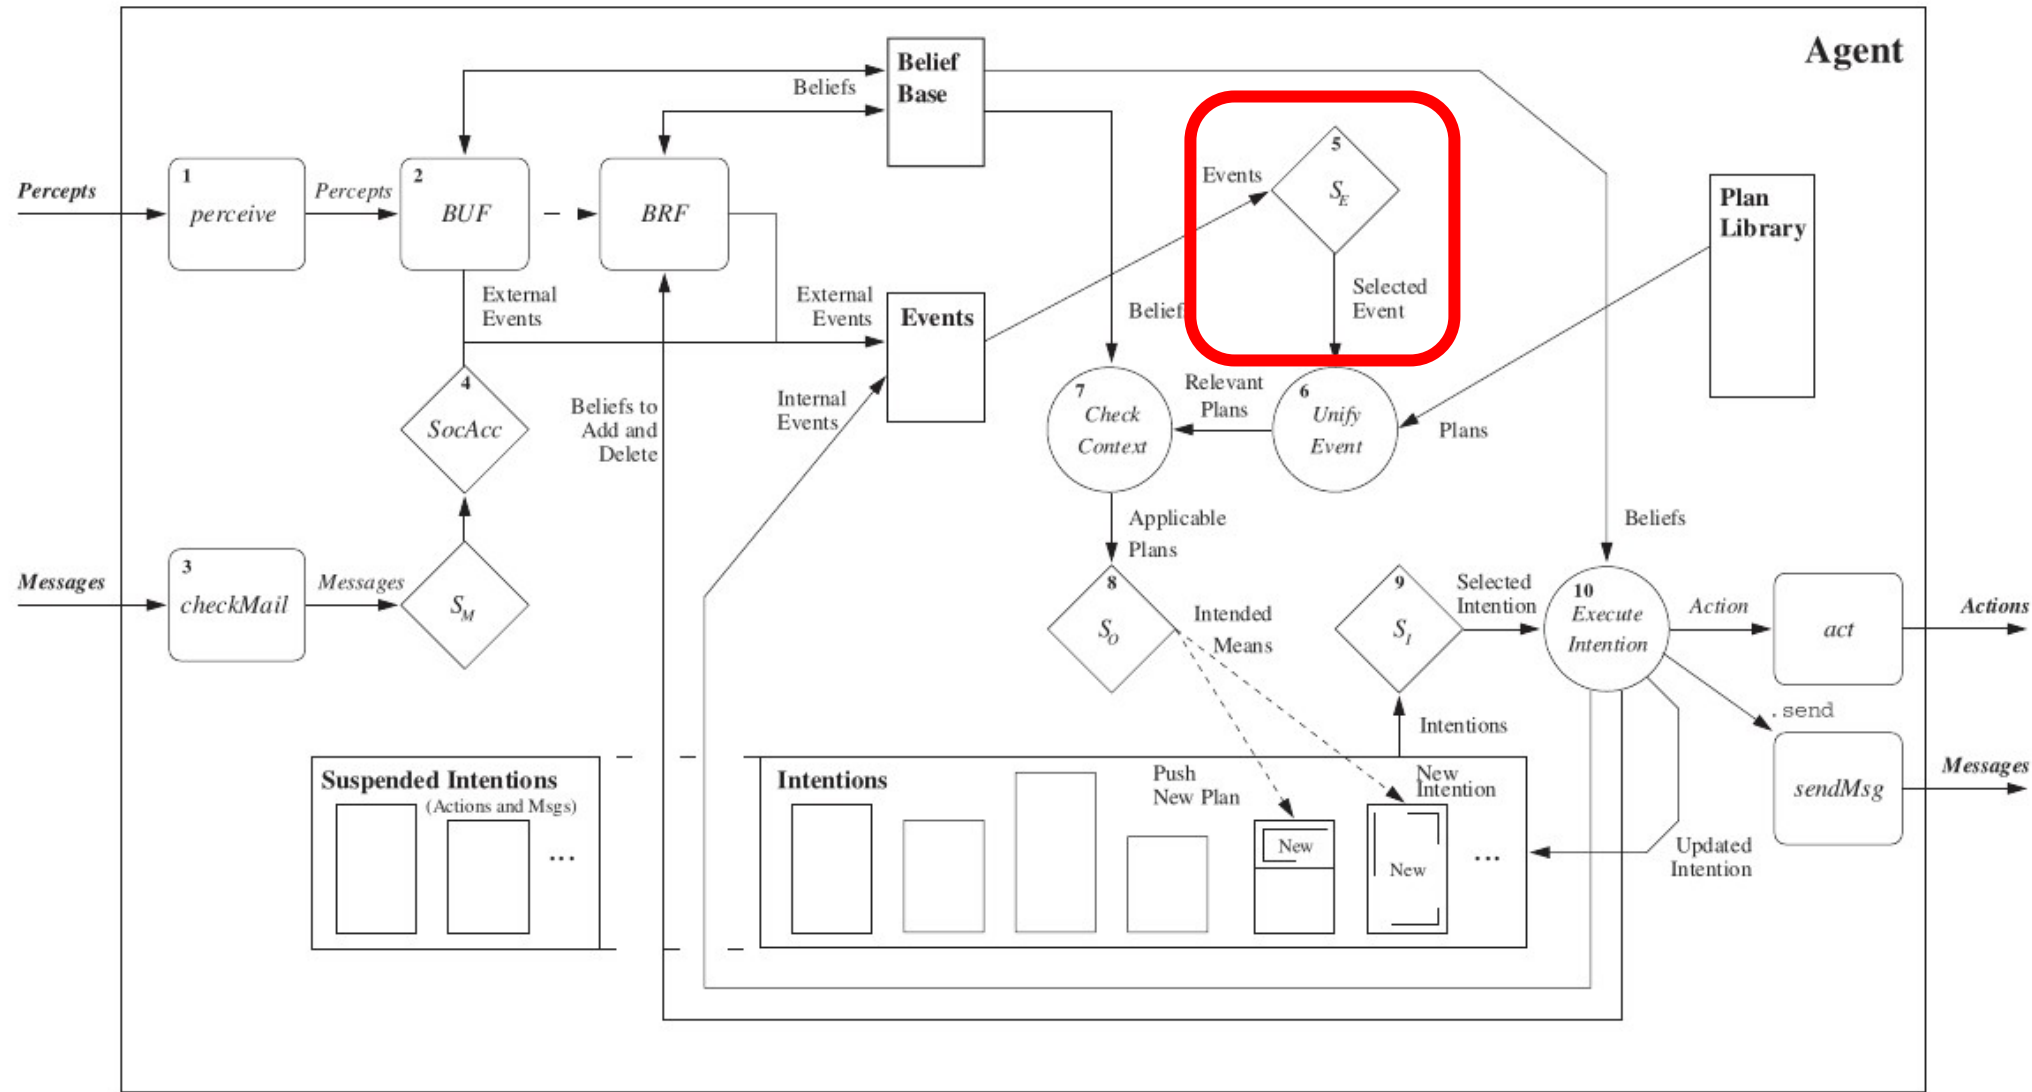 Agent
Belief
Base
Beliefs
Percepts
1
perceive
Percepts
2
BUF
BRF
Events
5
S_E
Plan
Library
External
Events
External
Events
Events
Selected
Event
Beliefs
4
SocAcc
Internal
Events
Beliefs to
Add and
Delete
7
Check
Context
Relevant
Plans
6
Unify
Event
Plans
Messages
3
checkMail
Messages
S_M
Applicable
Plans
8
S_O
Intended
Means
9
S_I
Selected
Intention
Beliefs
10
Execute
Intention
Action
act
Actions
.send
sendMsg
Messages
Intentions
Suspended Intentions
(Actions and Msgs)
...
Intentions
Push
New Plan
New
Intention
New
New
...
Updated
Intention